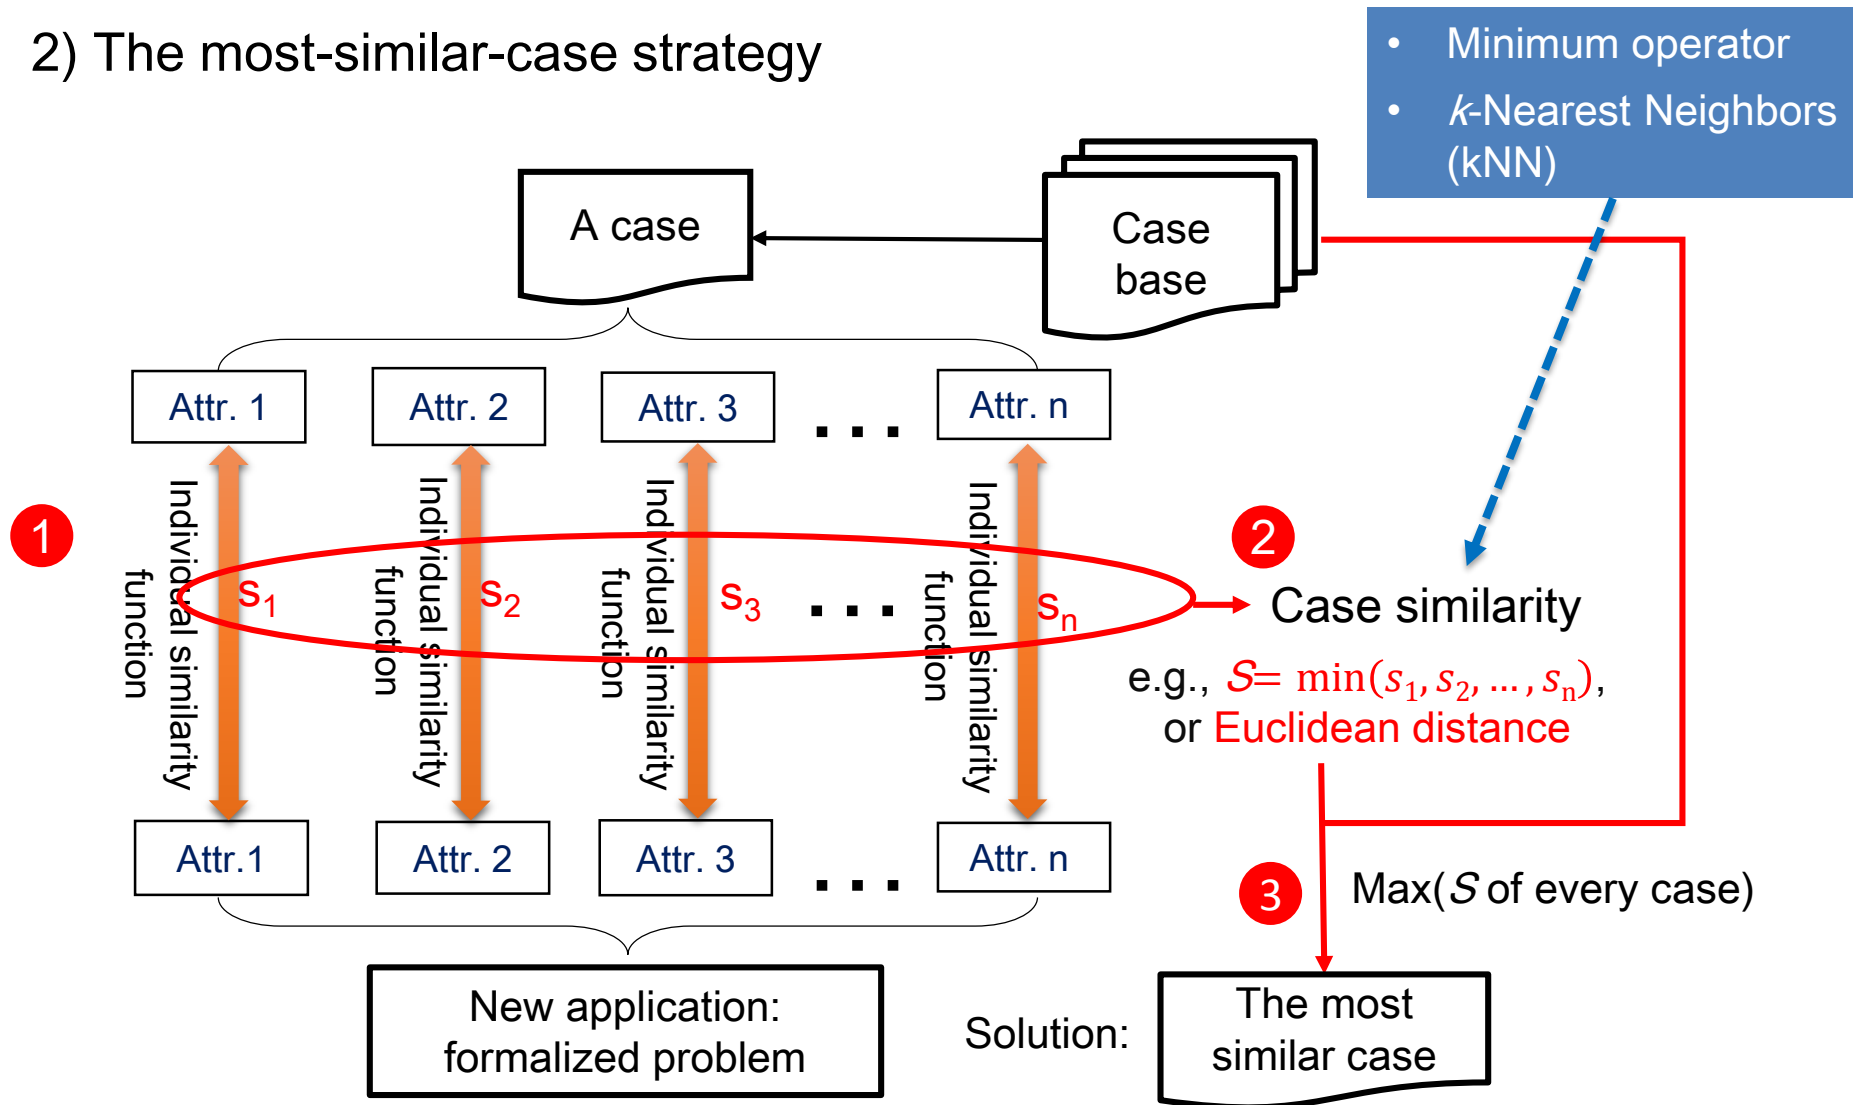 2) The most-similar-case strategy
• Minimum operator
• k-Nearest Neighbors
(kNN)
A case
Case
base
Attr. 1
Attr. 2
Attr. 3
...
Attr. n
1
Individual similarity
function
s1
Individual similarity
function
s2
Individual similarity
function
s3
...
Individual similarity
function
sn
2
Case similarity
e.g., S= min(s1, s2, … , sn),
or Euclidean distance
Attr.1
Attr. 2
Attr. 3
...
Attr. n
3
Max(S of every case)
New application:
formalized problem
Solution:
The most
similar case